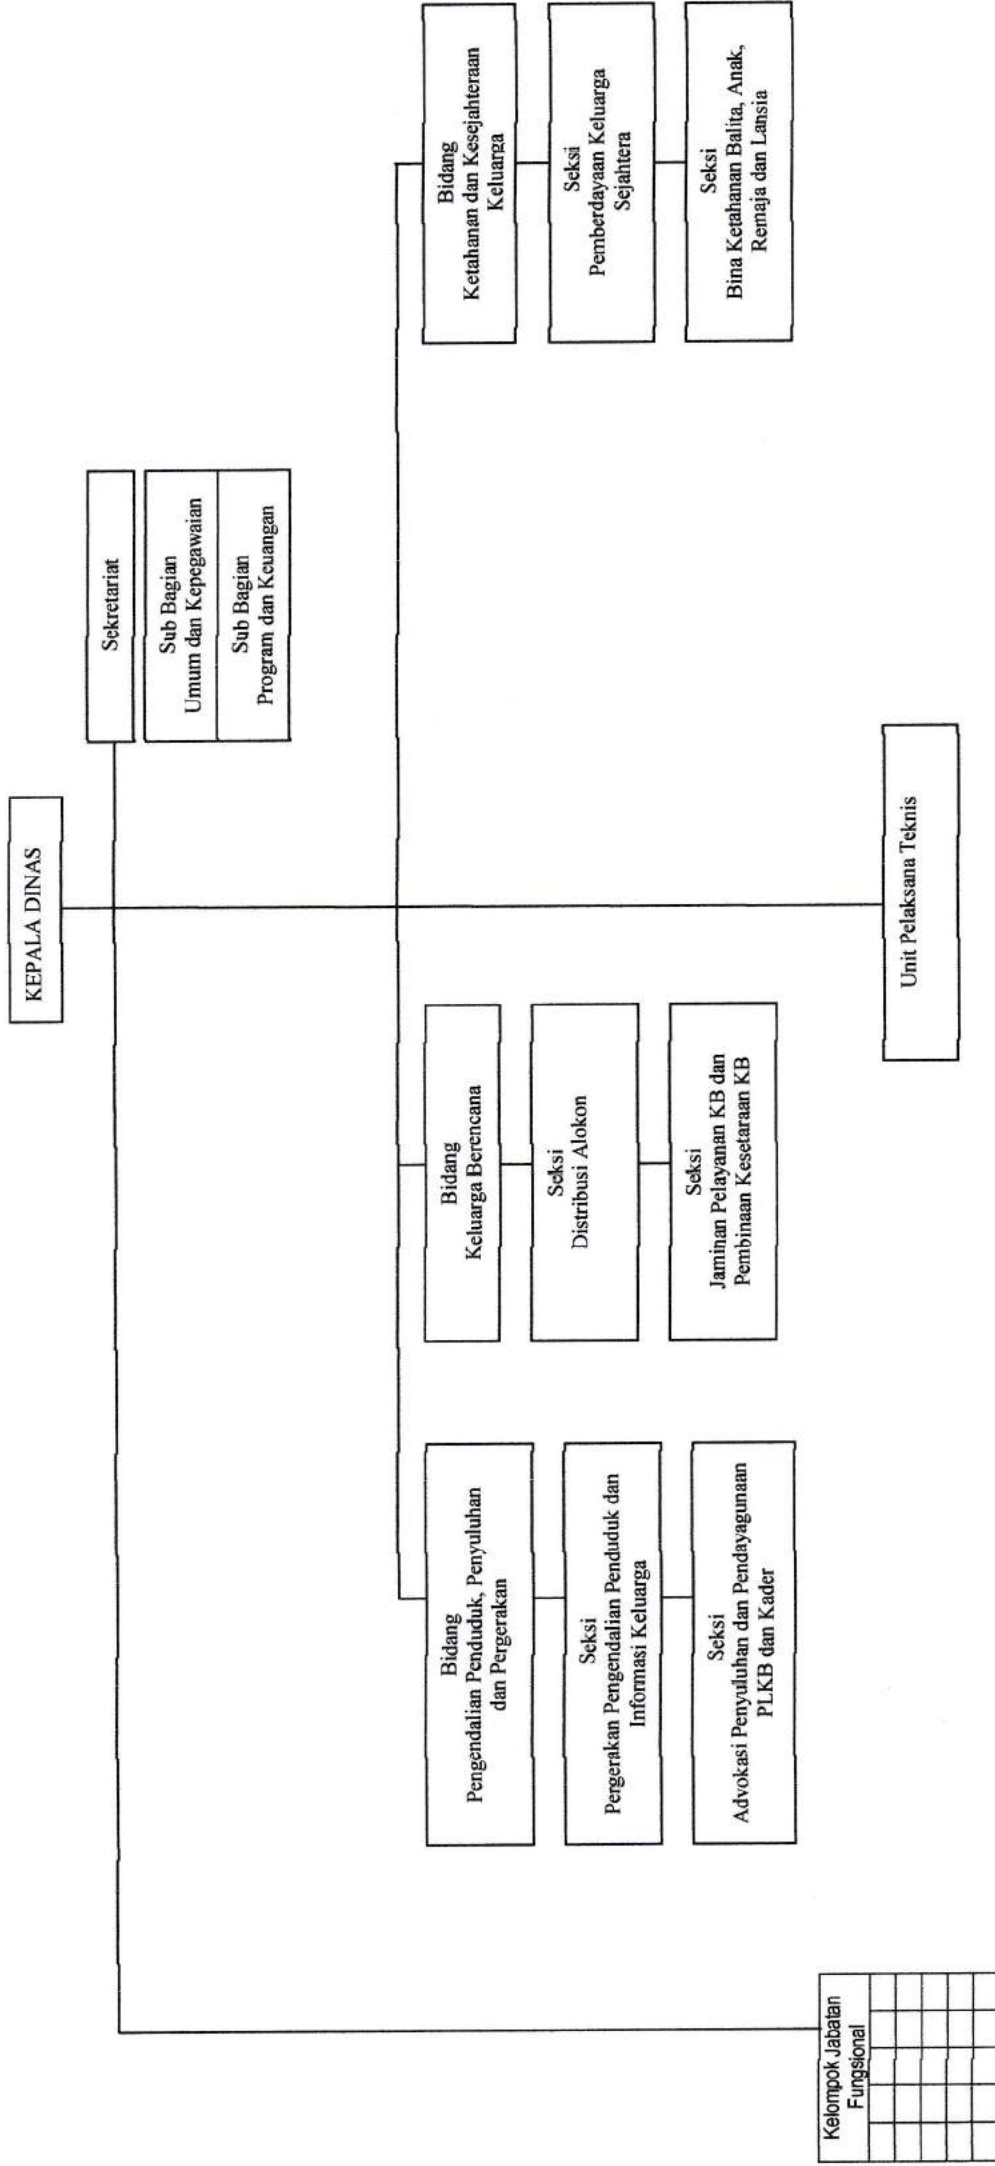 KEPALA DINAS
Sekretariat
Sub Bagian
Umum dan Kepegawaian
Sub Bagian
Program dan Keuangan
Bidang
Pengendalian Penduduk, Penyuluhan
dan Pergerakan
Seksi
Pergerakan Pengendalian Penduduk dan
Informasi Keluarga
Seksi
Advokasi Penyuluhan dan Pendayagunaan
PLKB dan Kader
Bidang
Keluarga Berencana
Seksi
Distribusi Alokon
Seksi
Jaminan Pelayanan KB dan
Pembinaan Kesetaraan KB
Bidang
Ketahanan dan Kesejahteraan
Keluarga
Seksi
Pemberdayaan Keluarga
Sejahtera
Seksi
Bina Ketahanan Balita, Anak,
Remaja dan Lansia
Kelompok Jabatan
Fungsional
Unit Pelaksana Teknis